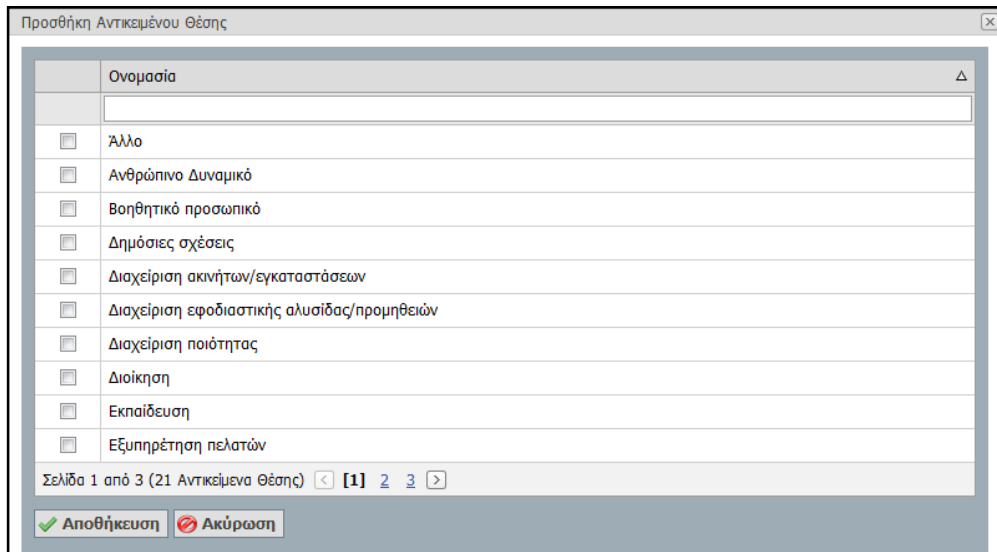 Προσθήκη Αντικειμένου Θέσης
Ονομασία
Άλλο
Ανθρώπινο Δυναμικό
Βοηθητικό προσωπικό
Δημόσιες σχέσεις
Διαχείριση ακινήτων/εγκαταστάσεων
Διαχείριση εφοδιαστικής αλυσίδας/προμηθειών
Διαχείριση ποιότητας
Διοίκηση
Εκπαίδευση
Εξυπηρέτηση πελατών
Σελίδα 1 από 3 (21 Αντικείμενα Θέσης) < [1] 2 3 >
Αποθήκευση Ακύρωση